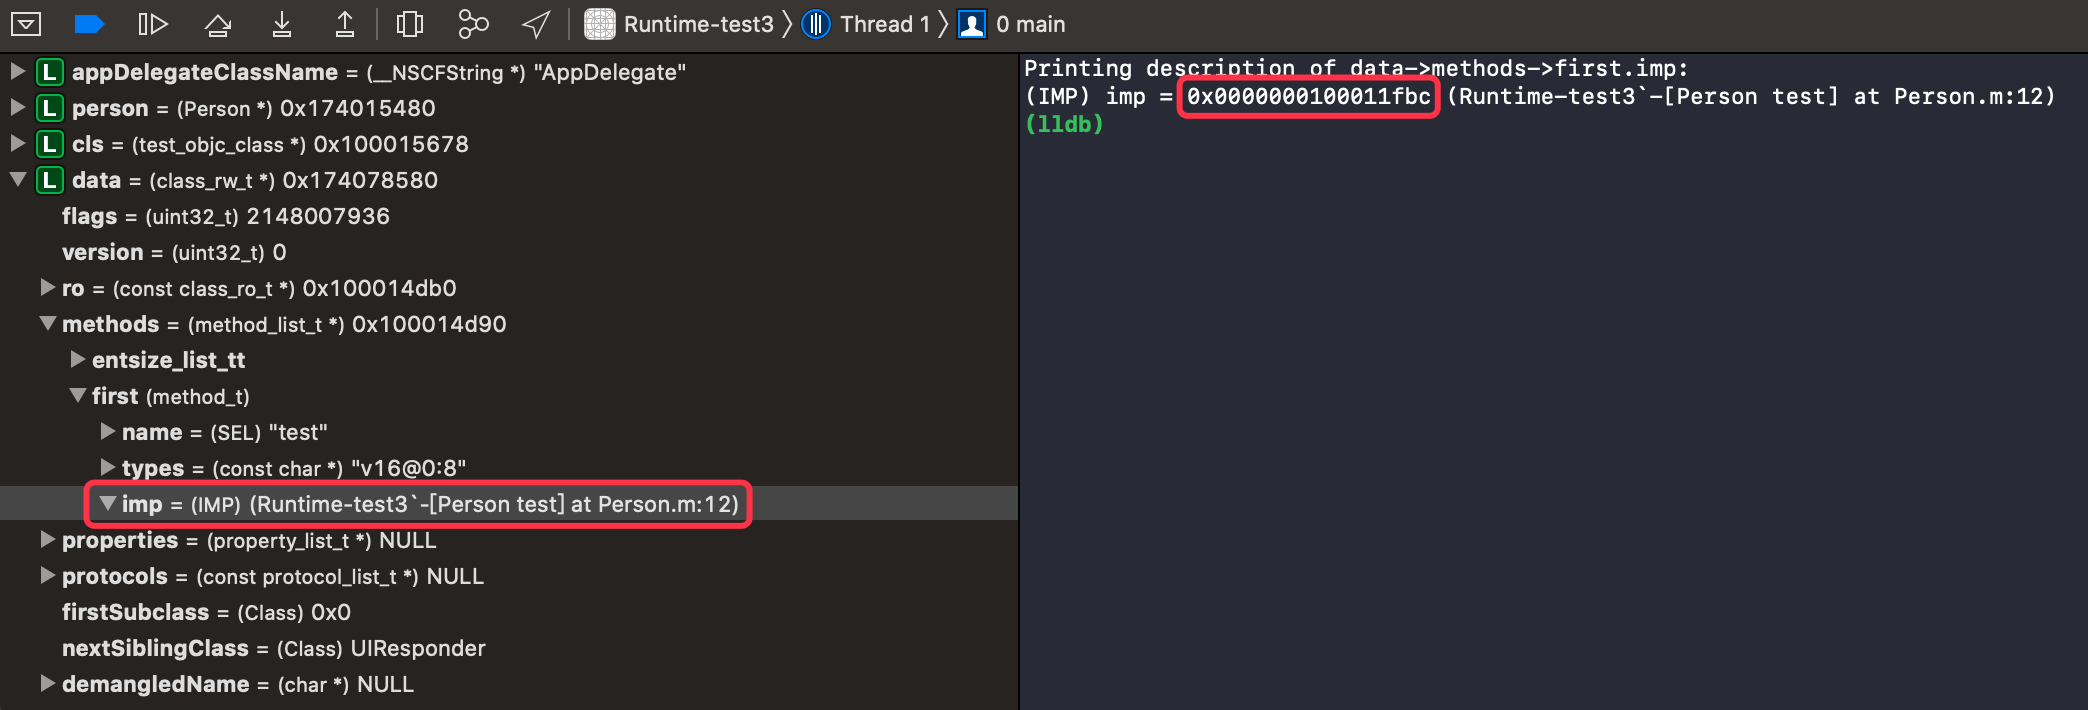 Runtime-test3 Thread 1 0 main
L appDelegateClassName = (__NSCFString *) "AppDelegate"
L person = (Person *) 0x174015480
L cls = (test_objc_class *) 0x100015678
L data = (class_rw_t *) 0x174078580
flags = (uint32_t) 2148007936
version = (uint32_t) 0
ro = (const class_ro_t *) 0x100014db0
methods = (method_list_t *) 0x100014d90
entsize_list_tt
first (method_t)
name = (SEL) "test"
types = (const char *) "v16@0:8"
imp = (IMP) (Runtime-test3`-[Person test] at Person.m:12)
properties = (property_list_t *) NULL
protocols = (const protocol_list_t *) NULL
firstSubclass = (Class) 0x0
nextSiblingClass = (Class) UIResponder
demangledName = (char *) NULL
Printing description of data->methods->first.imp:
(IMP) imp = 0x0000000100011fbc (Runtime-test3`-[Person test] at Person.m:12)
(lldb)